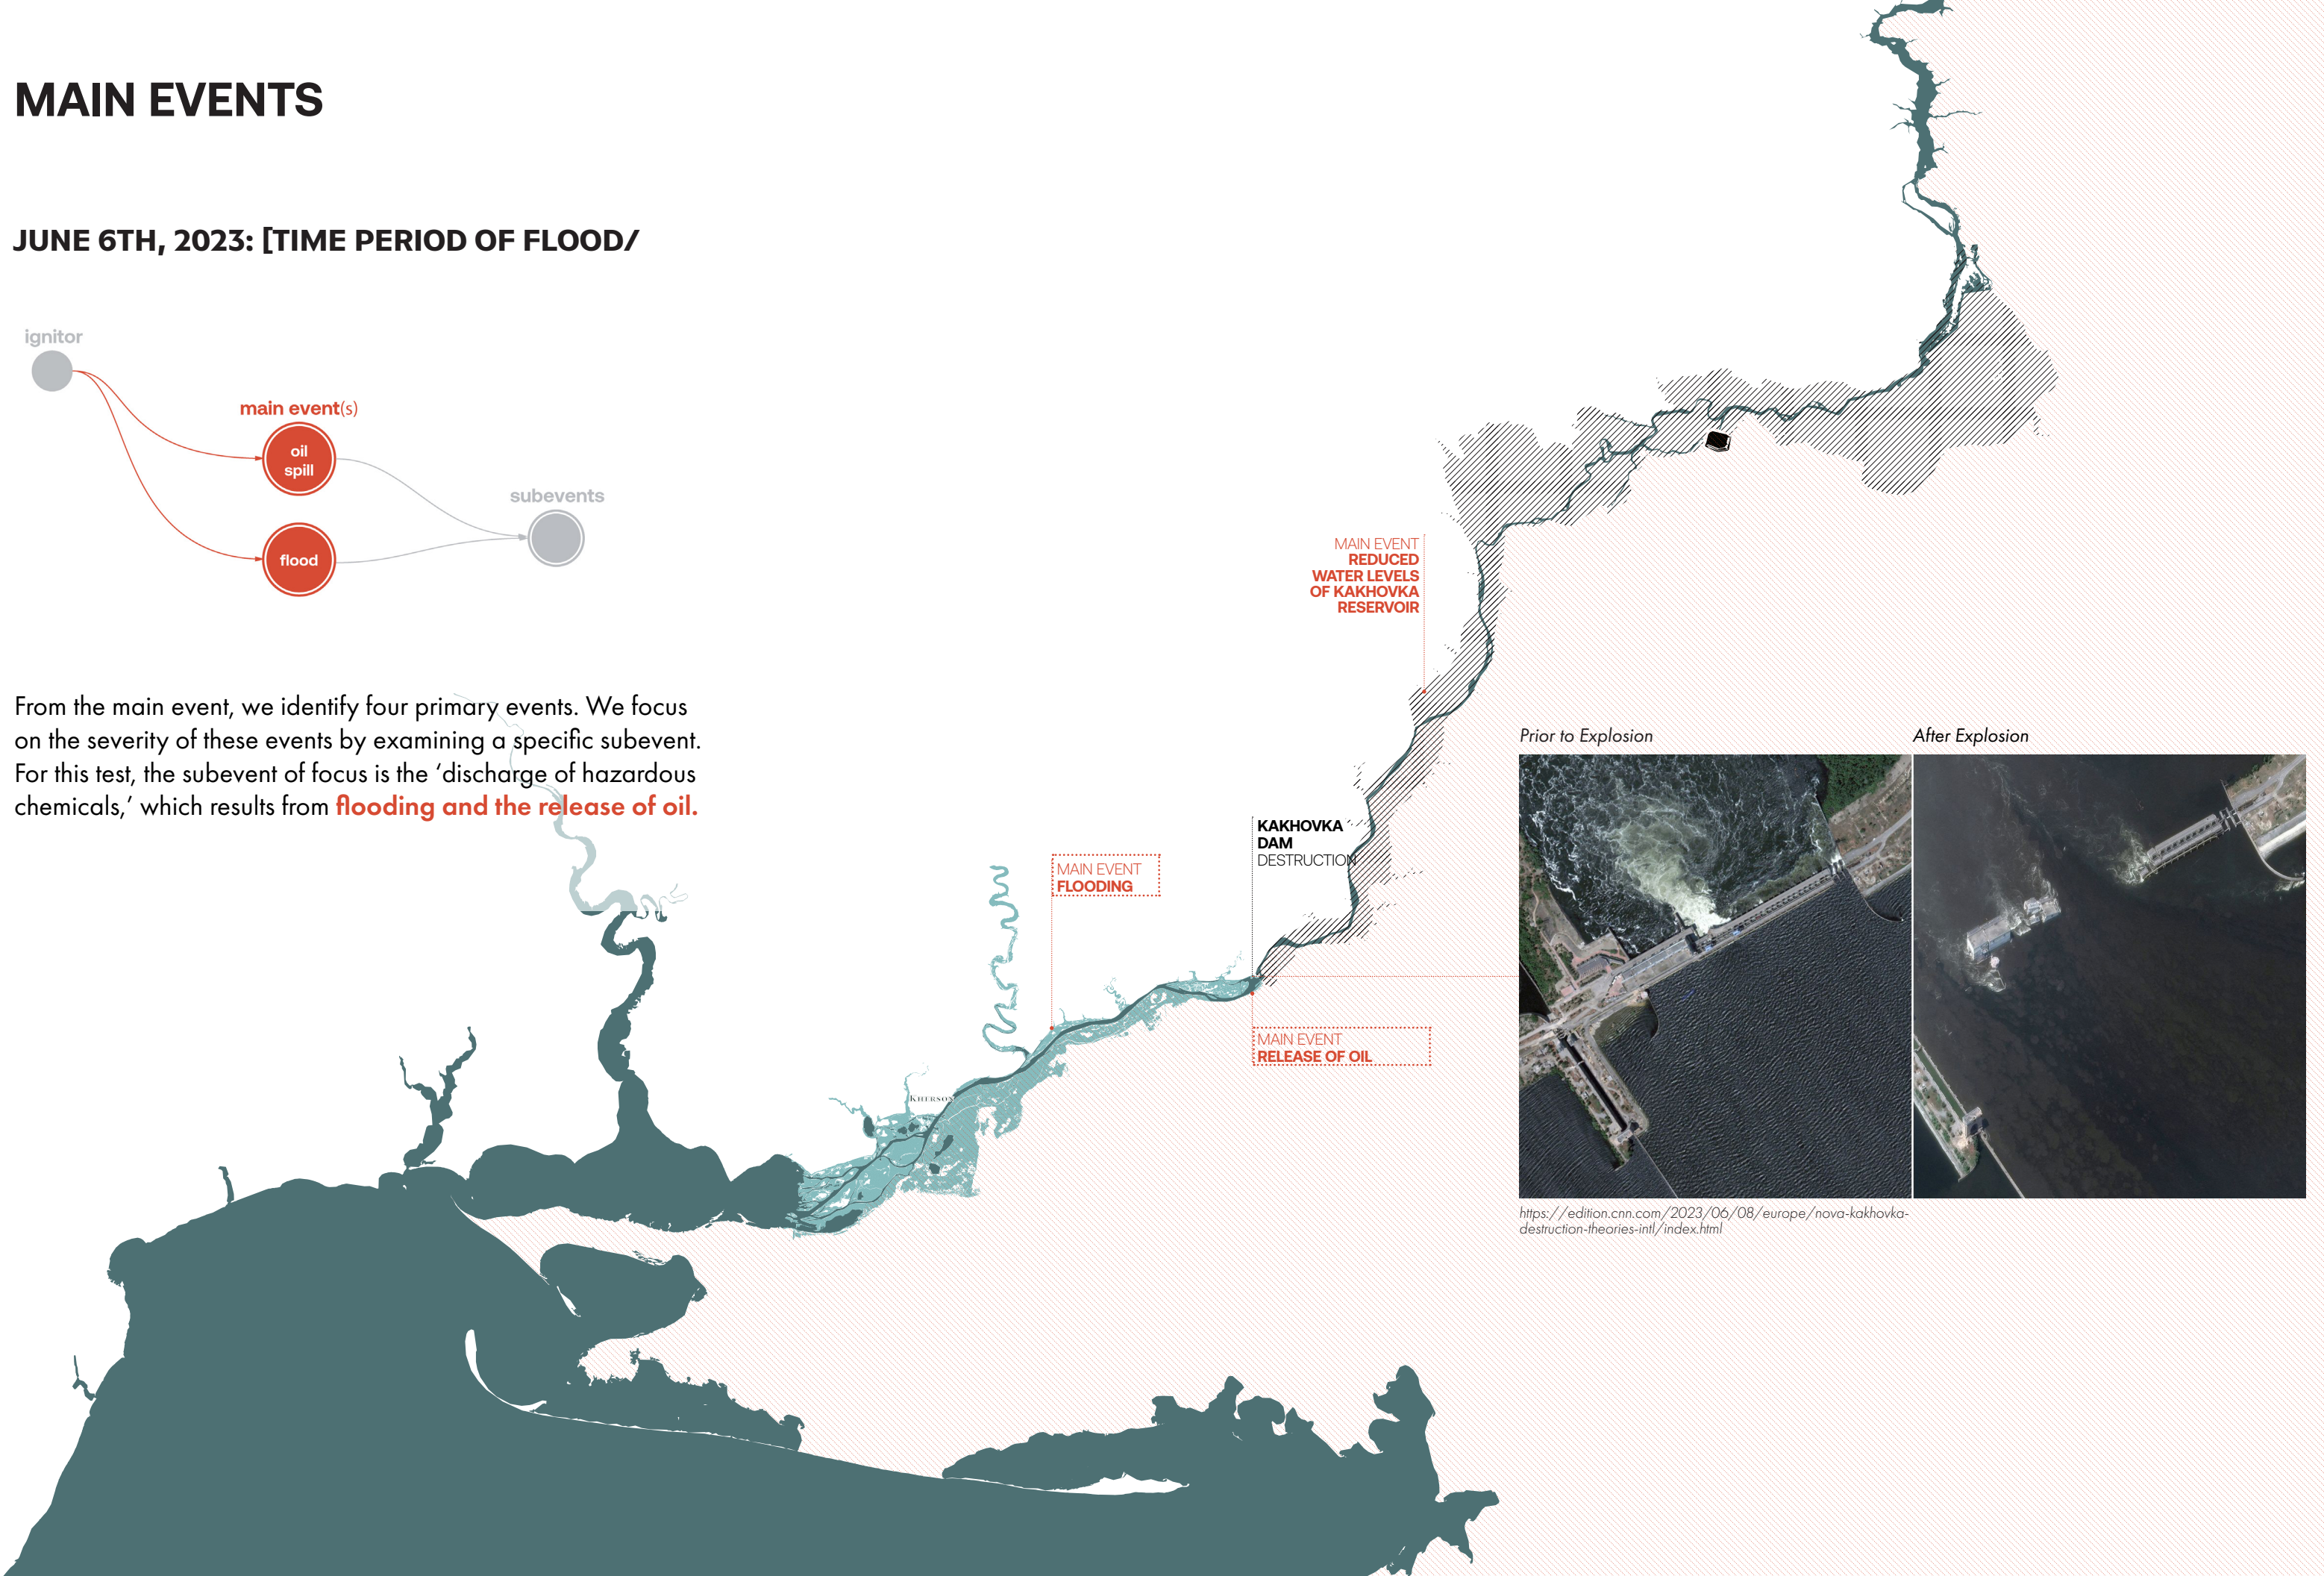 MAIN EVENTS
JUNE 6TH, 2023: [TIME PERIOD OF FLOOD/
ignitor
main event(s)
oil
spill
subevents
flood
From the main event, we identify four primary events. We focus
on the severity of these events by examining a specific subevent.
For this test, the subevent of focus is the ‘discharge of hazardous
chemicals,’ which results from flooding and the release of oil.
MAIN EVENT
REDUCED
WATER LEVELS
OF KAKHOVKA
RESERVOIR
KAKHOVKA
DAM
DESTRUCTION
MAIN EVENT
FLOODING
MAIN EVENT
RELEASE OF OIL
KHERSON
Prior to Explosion
After Explosion
https://edition.cnn.com/2023/06/08/europe/nova-kakhovka-
destruction-theories-intl/index.html